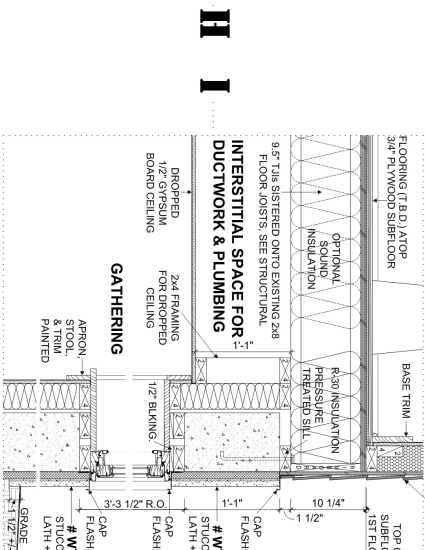 H
I
FLOORING (T.B.D.) ATOP
3/4" PLYWOOD SUBFLOOR
OPTIONAL
SOUND
INSULATION
BASE TRIM
R-30 INSULATION
PRESSURE
TREATED SILL
9.5" TJIs SISTERED ONTO EXISTING 2x8
FLOOR JOISTS, SEE STRUCTURAL
INTERSTITIAL SPACE FOR
DUCTWORK & PLUMBING
DROPPED
1/2" GYPSUM
BOARD CEILING
2x4 FRAMING
FOR DROPPED
CEILING
1'-1"
GATHERING
1/2" BLKING.
APRON,
STOOL,
& TRIM
PAINTED
TOP O
SUBFLO
1ST FLO
10 1/4"
1 1/2"
1'-1"
3'-3 1/2" R.O.
CAP
FLASHI
# W
STUCC
LATH +
CAP
FLASHI
CAP
FLASHI
# W
STUCC
LATH +
GRADE